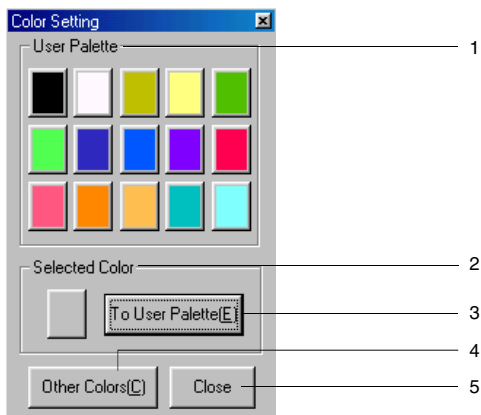 Color Setting
User Palette
1
Selected Color
2
To User Palette(E)
3
4
Other Colors(C)
Close
5